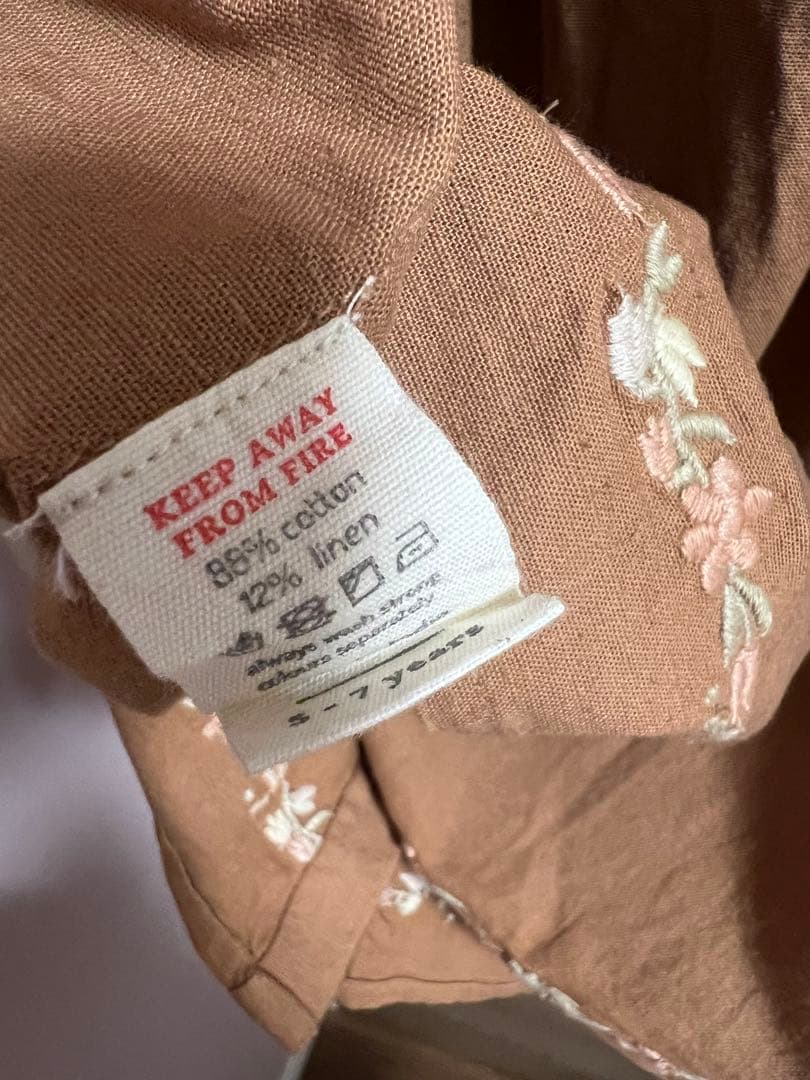 KEEP AWAY
FROM FIRE
88% cotton
12% linen
always wash strong
colours separately
5 - 7 years